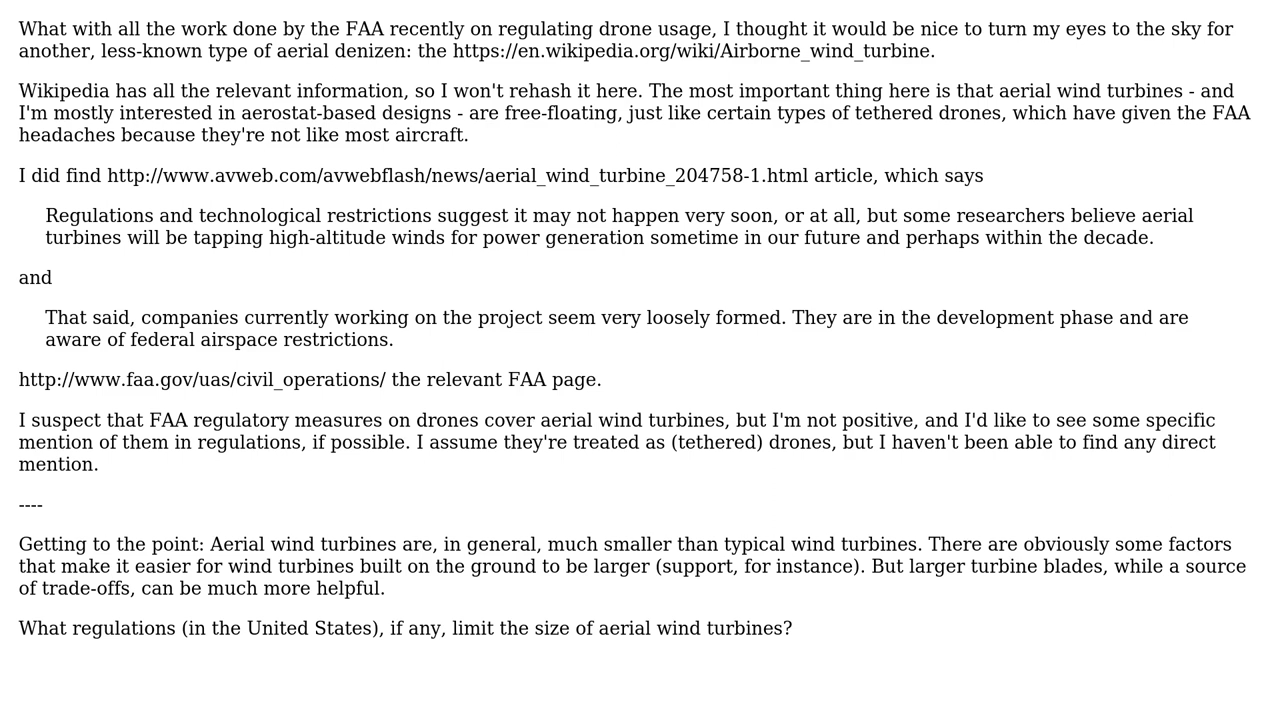 What with all the work done by the FAA recently on regulating drone usage, I thought it would be nice to turn my eyes to the sky for
another, less-known type of aerial denizen: the https://en.wikipedia.org/wiki/Airborne_wind_turbine.
Wikipedia has all the relevant information, so I won't rehash it here. The most important thing here is that aerial wind turbines - and
I'm mostly interested in aerostat-based designs - are free-floating, just like certain types of tethered drones, which have given the FAA
headaches because they're not like most aircraft.
I did find http://www.avweb.com/avwebflash/news/aerial_wind_turbine_204758-1.html article, which says
Regulations and technological restrictions suggest it may not happen very soon, or at all, but some researchers believe aerial
turbines will be tapping high-altitude winds for power generation sometime in our future and perhaps within the decade.
and
That said, companies currently working on the project seem very loosely formed. They are in the development phase and are
aware of federal airspace restrictions.
http://www.faa.gov/uas/civil_operations/ the relevant FAA page.
I suspect that FAA regulatory measures on drones cover aerial wind turbines, but I'm not positive, and I'd like to see some specific
mention of them in regulations, if possible. I assume they're treated as (tethered) drones, but I haven't been able to find any direct
mention.
----
Getting to the point: Aerial wind turbines are, in general, much smaller than typical wind turbines. There are obviously some factors
that make it easier for wind turbines built on the ground to be larger (support, for instance). But larger turbine blades, while a source
of trade-offs, can be much more helpful.
What regulations (in the United States), if any, limit the size of aerial wind turbines?